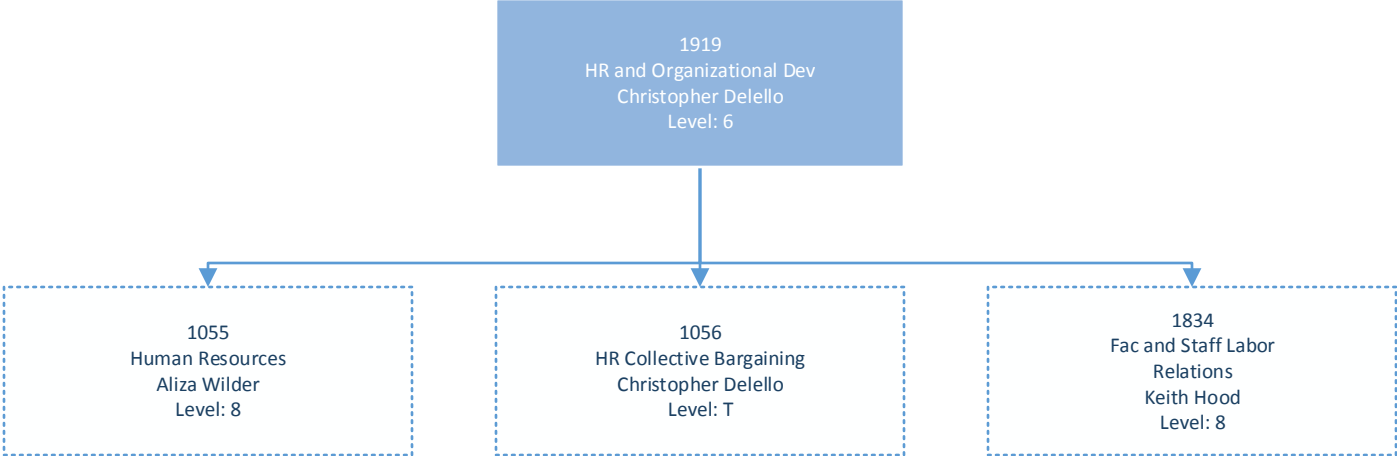 1919
HR and Organizational Dev
Christopher Delello
Level: 6
1055
Human Resources
Aliza Wilder
Level: 8
1056
HR Collective Bargaining
Christopher Delello
Level: T
1834
Fac and Staff Labor
Relations
Keith Hood
Level: 8